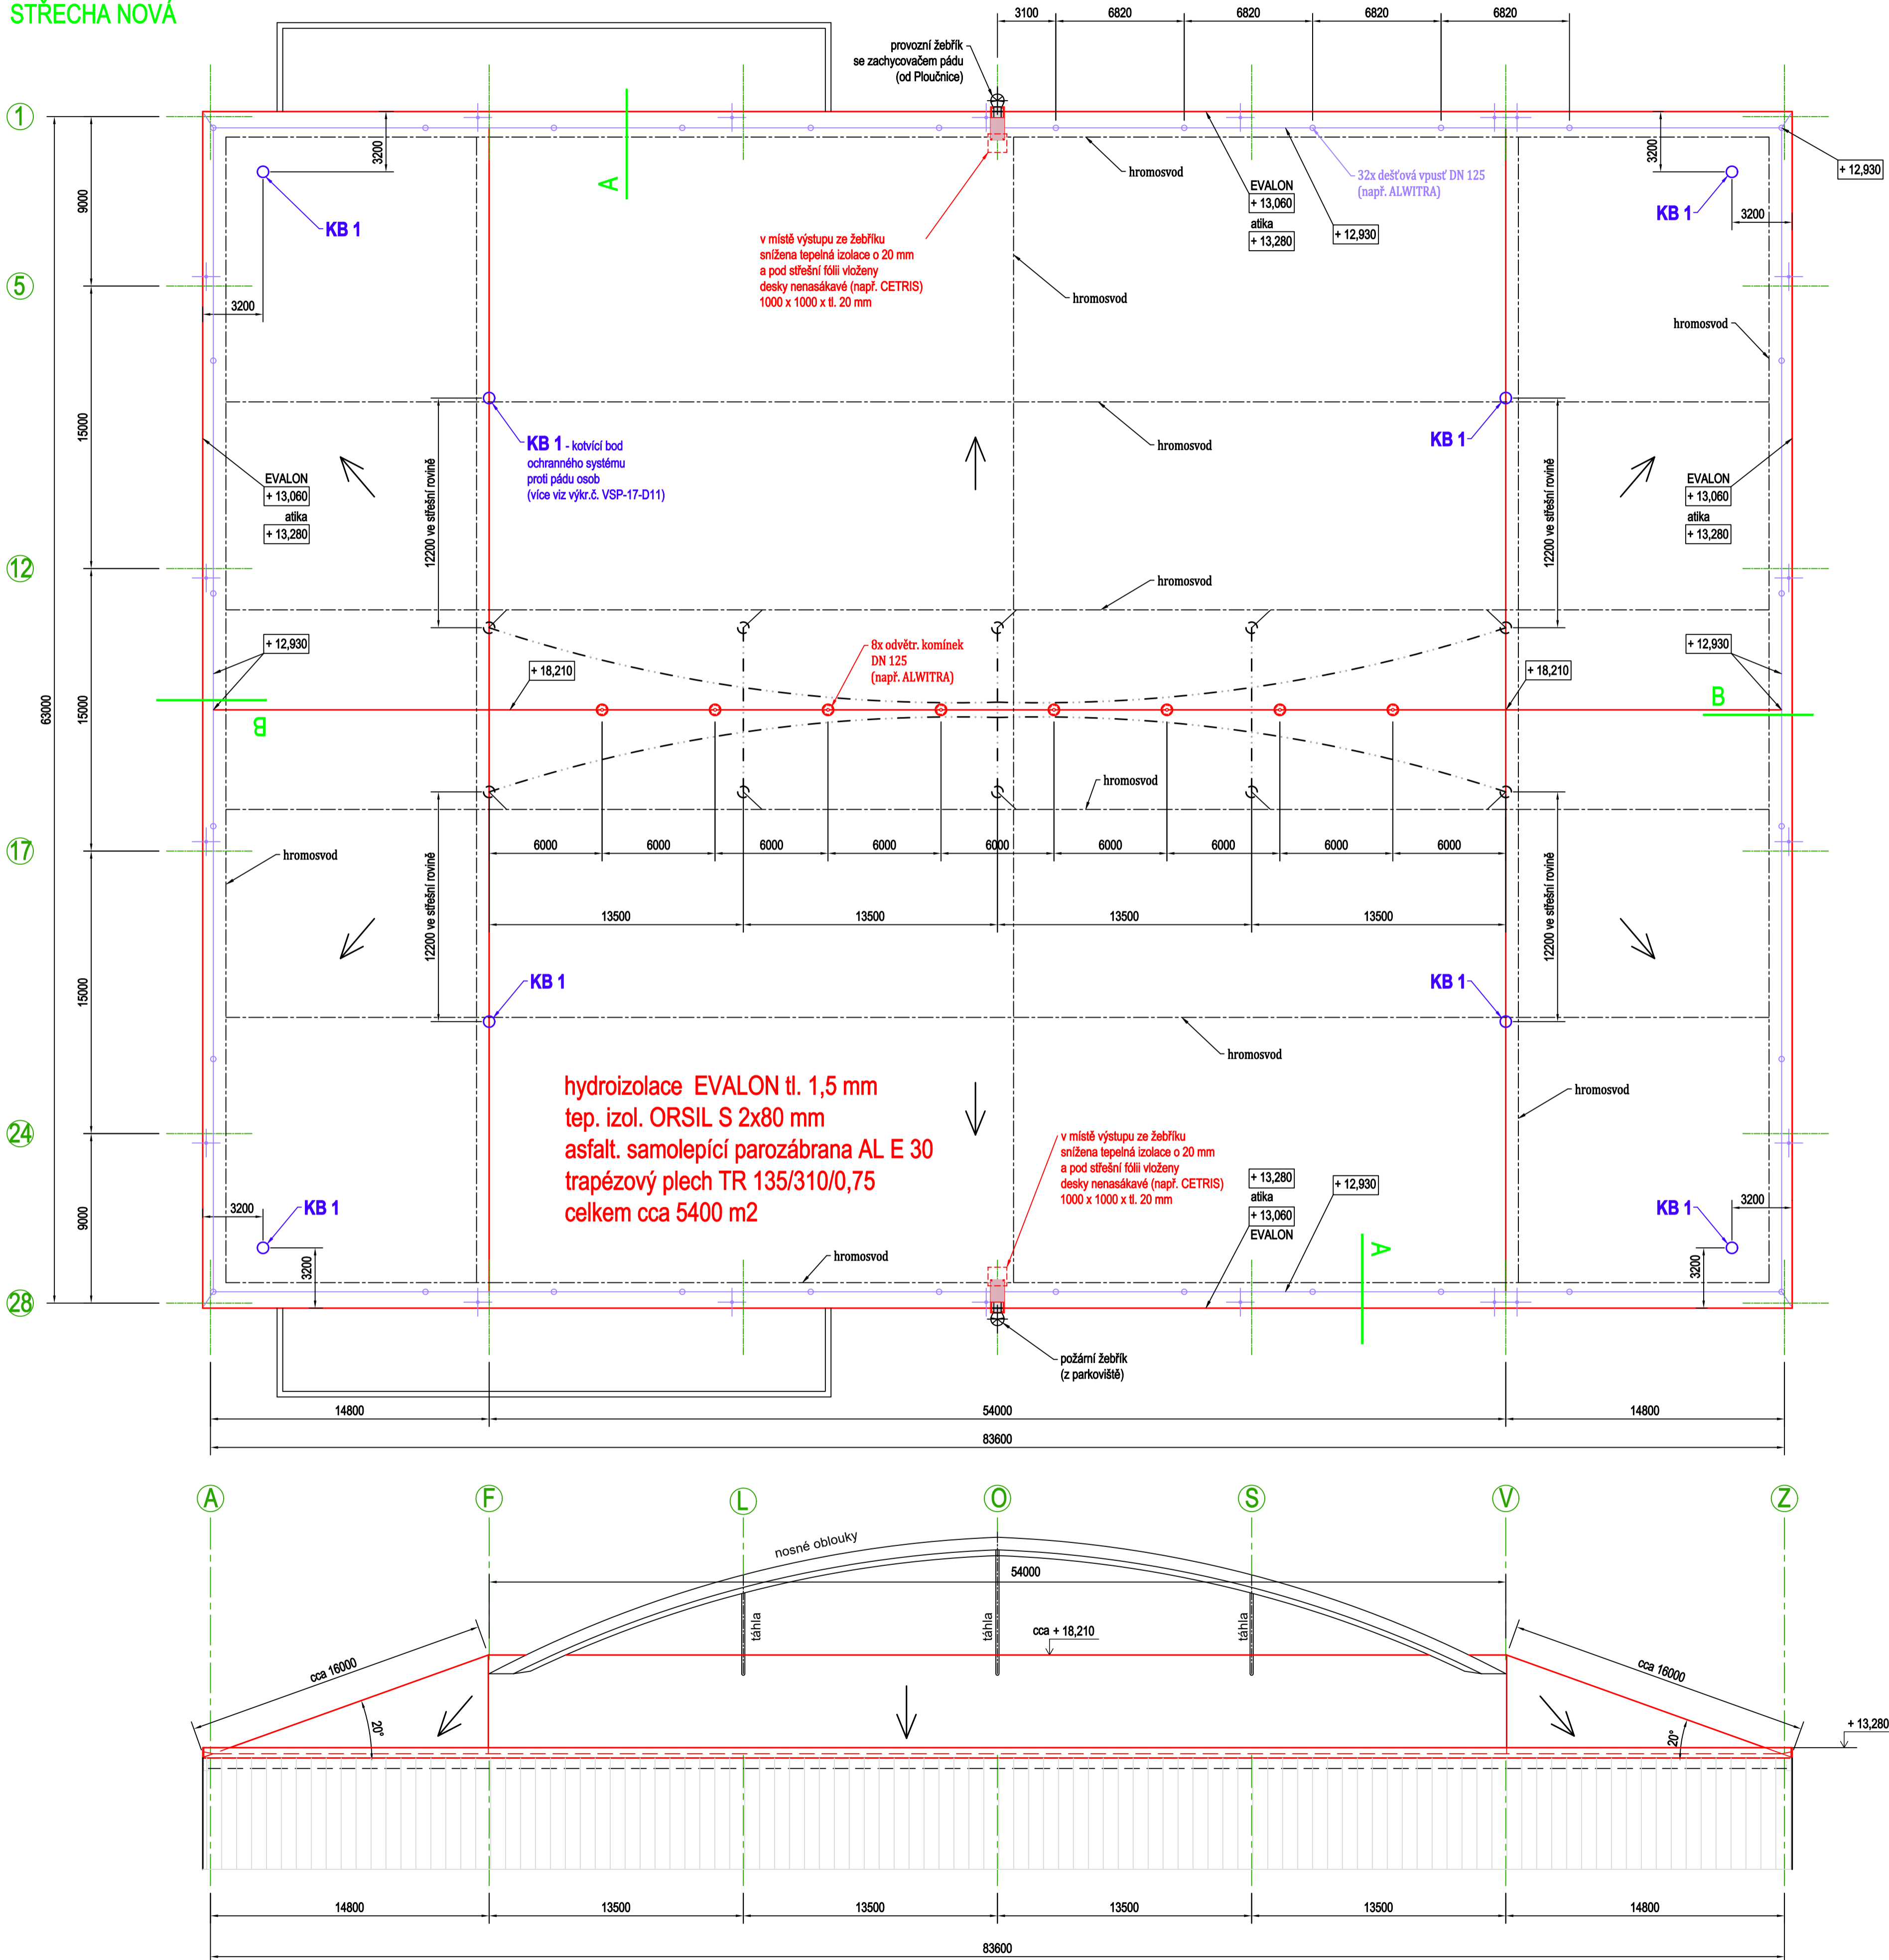 STŘECHA NOVÁ
3100
6820
6820
6820
6820
provozní žebřík
se zachycovačem pádu
(od Ploučnice)
1
3200
A
hromosvod
EVALON
+ 13,060
atika
+ 13,280
+ 12,930
32x dešťová vpusť DN 125
(např. ALWITRA)
3200
+ 12,930
9000
KB 1
KB 1
3200
v místě výstupu ze žebříku
snížena tepelná izolace o 20 mm
a pod střešní fólii vloženy
desky nenasákavé (např. CETRIS)
1000 x 1000 x tl. 20 mm
5
3200
hromosvod
hromosvod
15000
KB 1 - kotvící bod
ochranného systému
proti pádu osob
(více viz výkr.č. VSP-17-D11)
hromosvod
KB 1
EVALON
+ 13,060
atika
+ 13,280
12200 ve střešní rovině
12200 ve střešní rovině
EVALON
+ 13,060
atika
+ 13,280
12
hromosvod
+ 12,930
+ 18,210
8x odvětr. komínek
DN 125
(např. ALWITRA)
+ 18,210
+ 12,930
63000
15000
B
B
hromosvod
17
hromosvod
6000
6000
6000
6000
6000
6000
6000
6000
6000
12200 ve střešní rovině
12200 ve střešní rovině
13500
13500
13500
13500
15000
KB 1
KB 1
hromosvod
hromosvod
hydroizolace EVALON tl. 1,5 mm
tep. izol. ORSIL S 2x80 mm
asfalt. samolepící parozábrana AL E 30
trapézový plech TR 135/310/0,75
celkem cca 5400 m2
24
v místě výstupu ze žebříku
snížena tepelná izolace o 20 mm
a pod střešní fólii vloženy
desky nenasákavé (např. CETRIS)
1000 x 1000 x tl. 20 mm
+ 13,280
atika
+ 13,060
EVALON
+ 12,930
9000
3200
KB 1
3200
hromosvod
A
KB 1
3200
3200
28
požární žebřík
(z parkoviště)
14800
54000
14800
83600
A
F
L
O
S
V
Z
nosné oblouky
54000
táhla
táhla
táhla
cca + 18,210
cca 16000
20°
cca 16000
20°
+ 13,280
14800
13500
13500
13500
13500
14800
83600